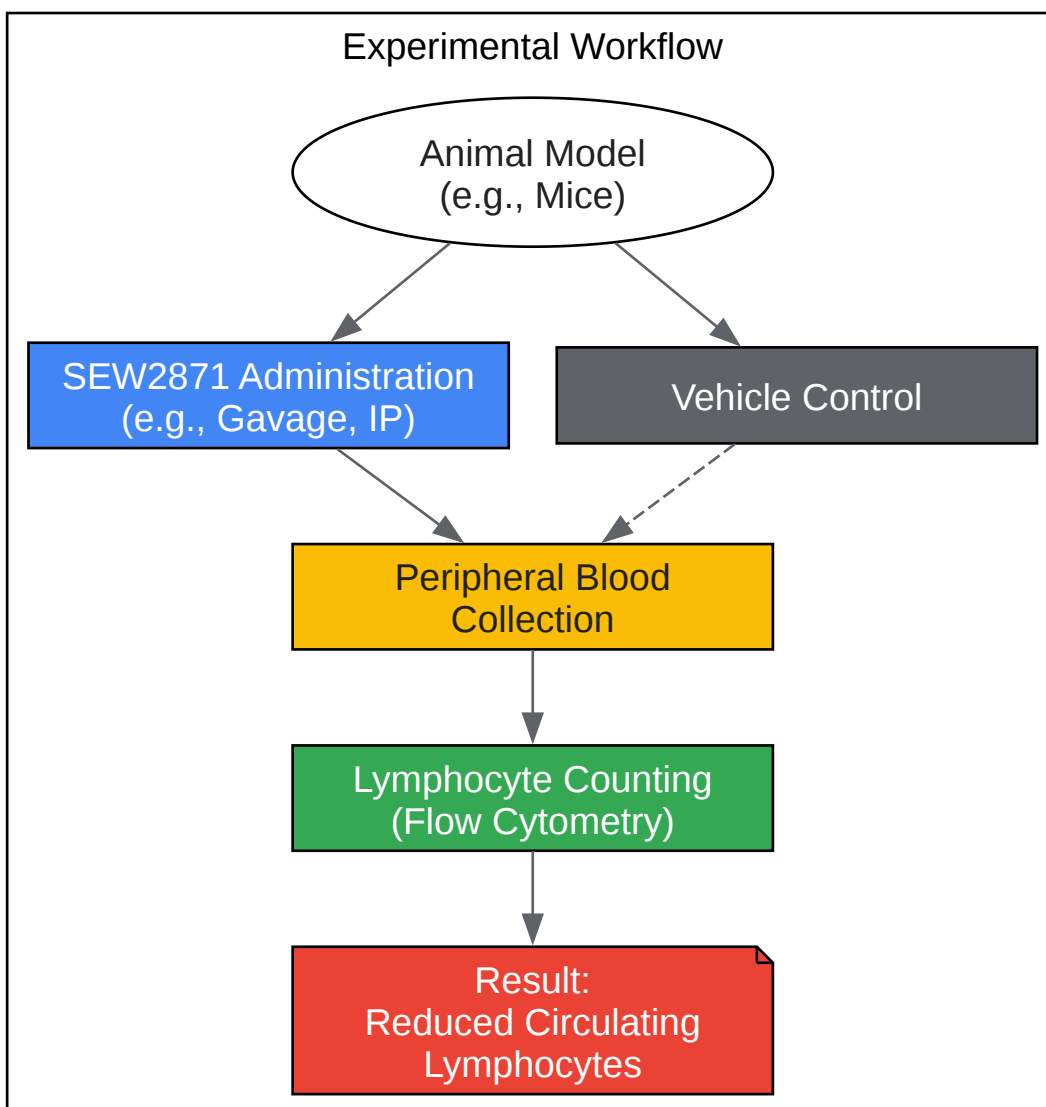 Experimental Workflow
Animal Model
(e.g., Mice)
SEW2871 Administration
(e.g., Gavage, IP)
Vehicle Control
Peripheral Blood
Collection
Lymphocyte Counting
(Flow Cytometry)
Result:
Reduced Circulating
Lymphocytes